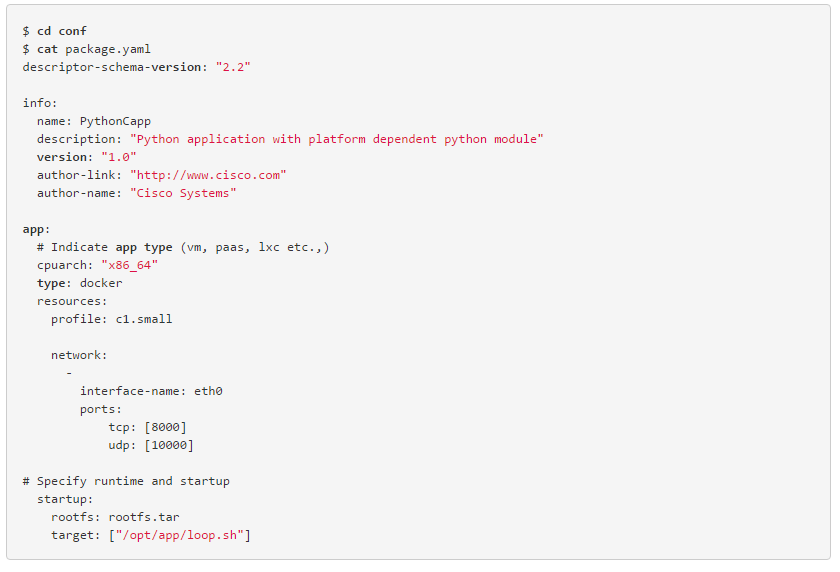 $ cd conf
$ cat package.yaml
descriptor-schema-version: "2.2"

info:
  name: PythonCapp
  description: "Python application with platform dependent python module"
  version: "1.0"
  author-link: "http://www.cisco.com"
  author-name: "Cisco Systems"

app:
  # Indicate app type (vm, paas, lxc etc.,)
  cpuarch: "x86_64"
  type: docker
  resources:
    profile: c1.small

    network:
      -
        interface-name: eth0
        ports:
            tcp: [8000]
            udp: [10000]

# Specify runtime and startup
  startup:
    rootfs: rootfs.tar
    target: ["/opt/app/loop.sh"]